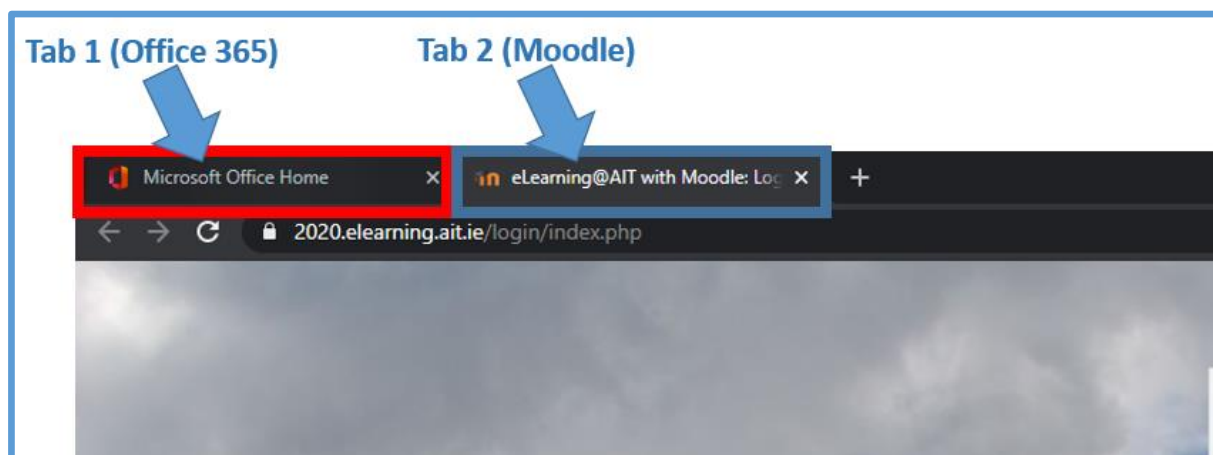 Tab 1 (Office 365) Tab 2 (Moodle)
Microsoft Office Home eLearning@AIT with Moodle: Log
2020.elearning.ait.ie/login/index.php